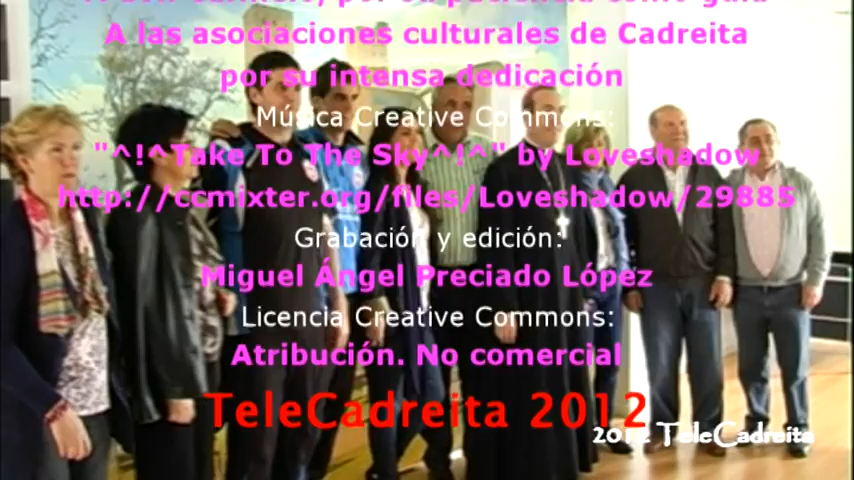 A las asociaciones culturales de Cadreita
por su intensa dedicación
Música Creative Commons:
"^!^Take To The Sky^!^" by Loveshadow
http://ccmixter.org/files/Loveshadow/29885
Grabación y edición:
Miguel Ángel Preciado López
Licencia Creative Commons:
Atribución. No comercial
TeleCadreita 2012
2012 TeleCadreita